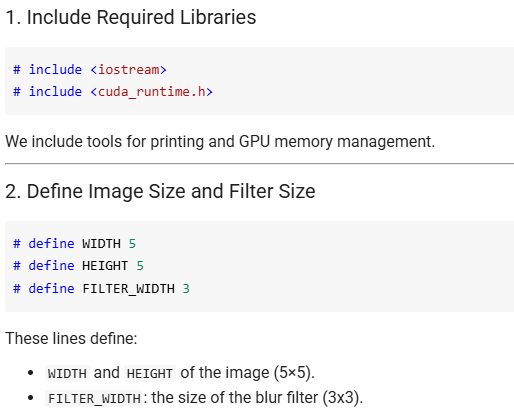 1. Include Required Libraries
# include <iostream>
# include <cuda_runtime.h>
We include tools for printing and GPU memory management.
2. Define Image Size and Filter Size
# define WIDTH 5
# define HEIGHT 5
# define FILTER_WIDTH 3
These lines define:
• WIDTH and HEIGHT of the image (5×5).
• FILTER_WIDTH: the size of the blur filter (3x3).